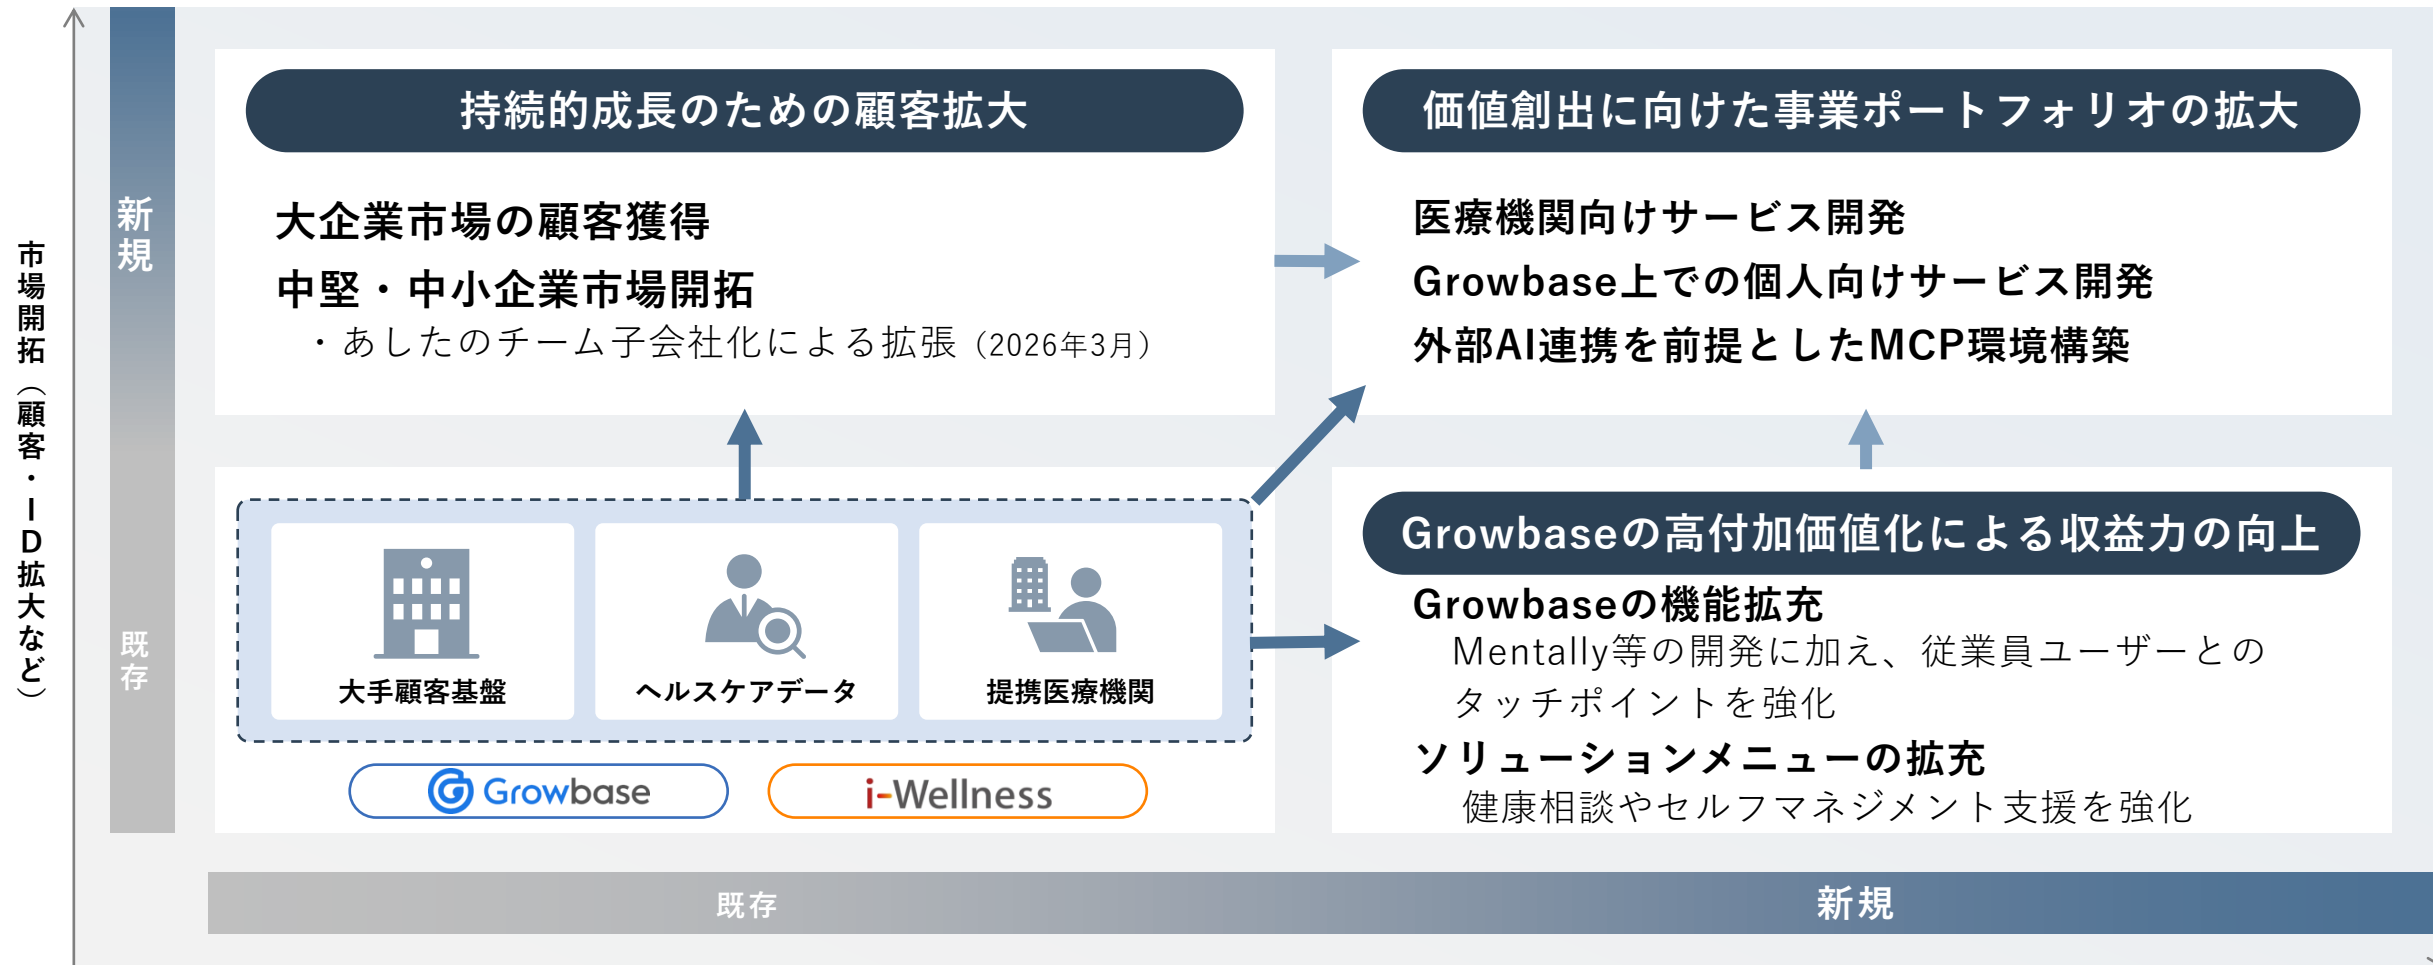 市場開拓（顧客・ID拡大など）
新規
既存
持続的成長のための顧客拡大
大企業市場の顧客獲得
中堅・中小企業市場開拓
・あしたのチーム子会社化による拡張（2026年3月）
価値創出に向けた事業ポートフォリオの拡大
医療機関向けサービス開発
Growbase上での個人向けサービス開発
外部AI連携を前提としたMCP環境構築
大手顧客基盤
ヘルスケアデータ
提携医療機関
Growbase
i-Wellness
Growbaseの高付加価値化による収益力の向上
Growbaseの機能拡充
Mentally等の開発に加え、従業員ユーザーとの
タッチポイントを強化
ソリューションメニューの拡充
健康相談やセルフマネジメント支援を強化
既存
新規